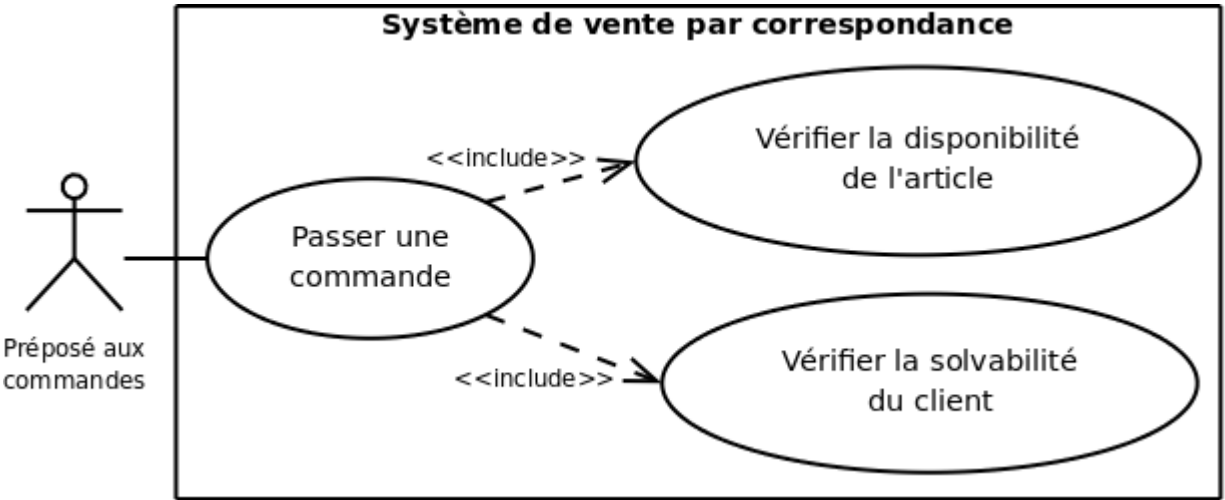 Système de vente par correspondance
Vérifier la disponibilité
de l'article
<<include>>
Passer une
commande
Préposé aux
commandes
<<include>>
Vérifier la solvabilité
du client